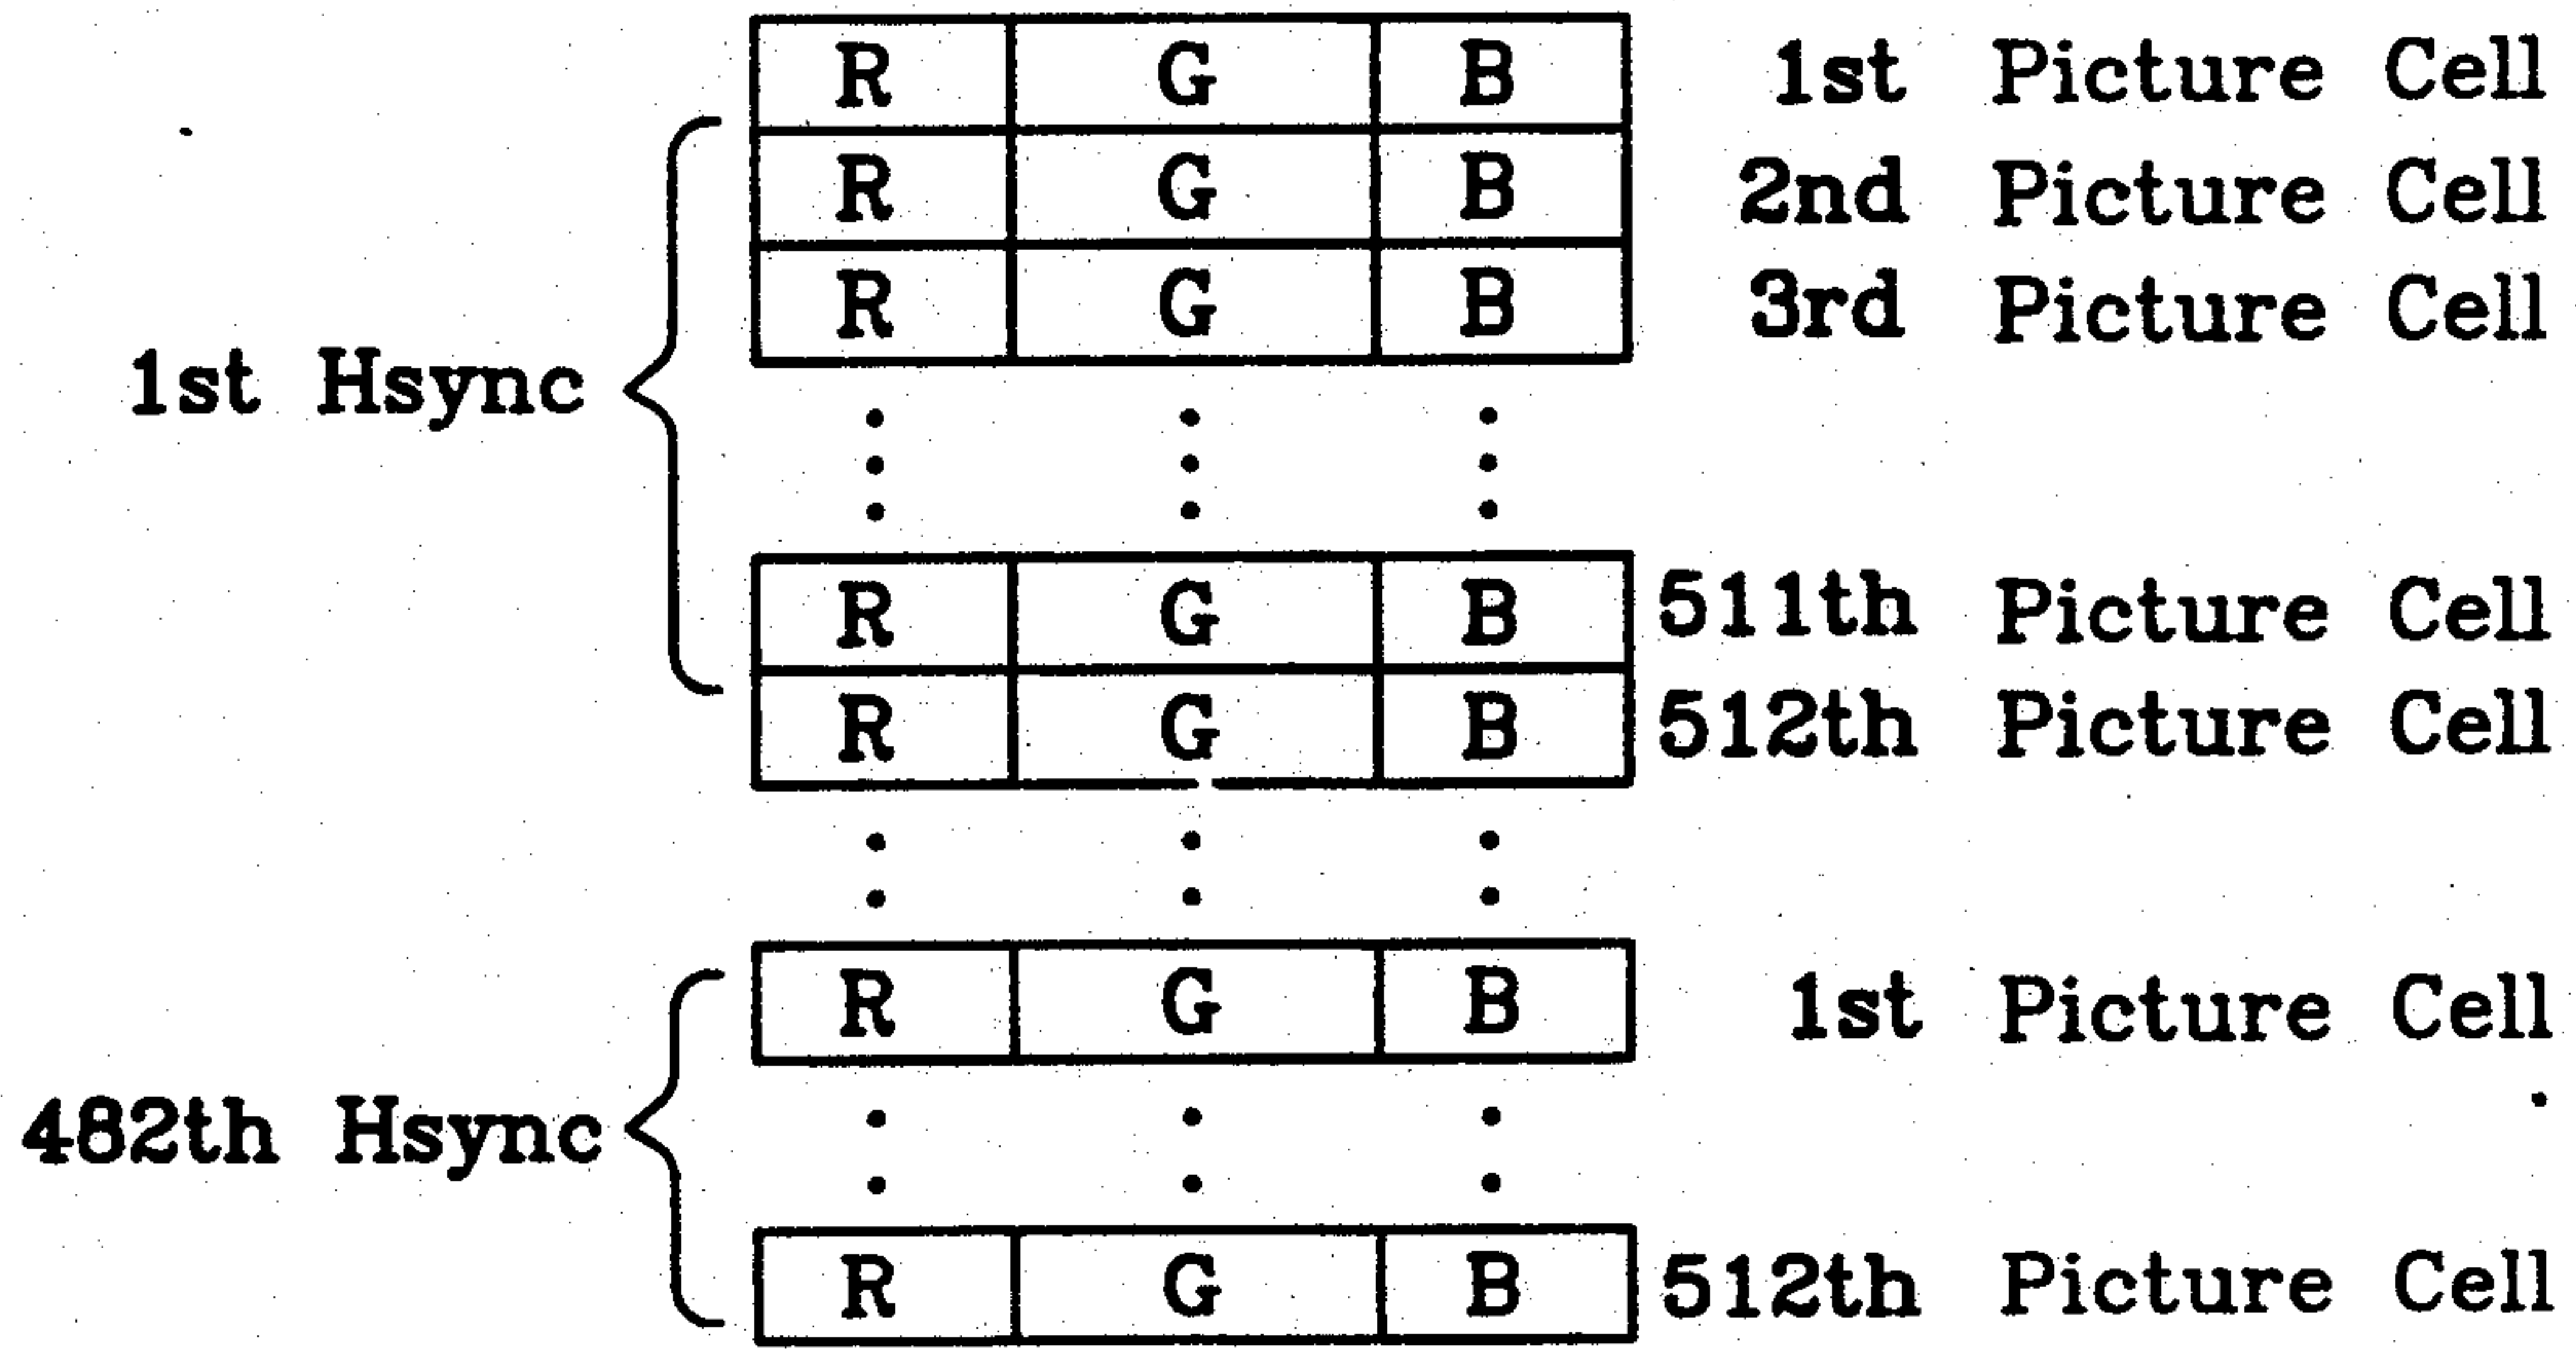 R G B 1st Picture Cell
R G B 2nd Picture Cell
R G B 3rd Picture Cell
1st Hsync
R G B 511th Picture Cell
R G B 512th Picture Cell
R G B 1st Picture Cell
482th Hsync
R G B 512th Picture Cell